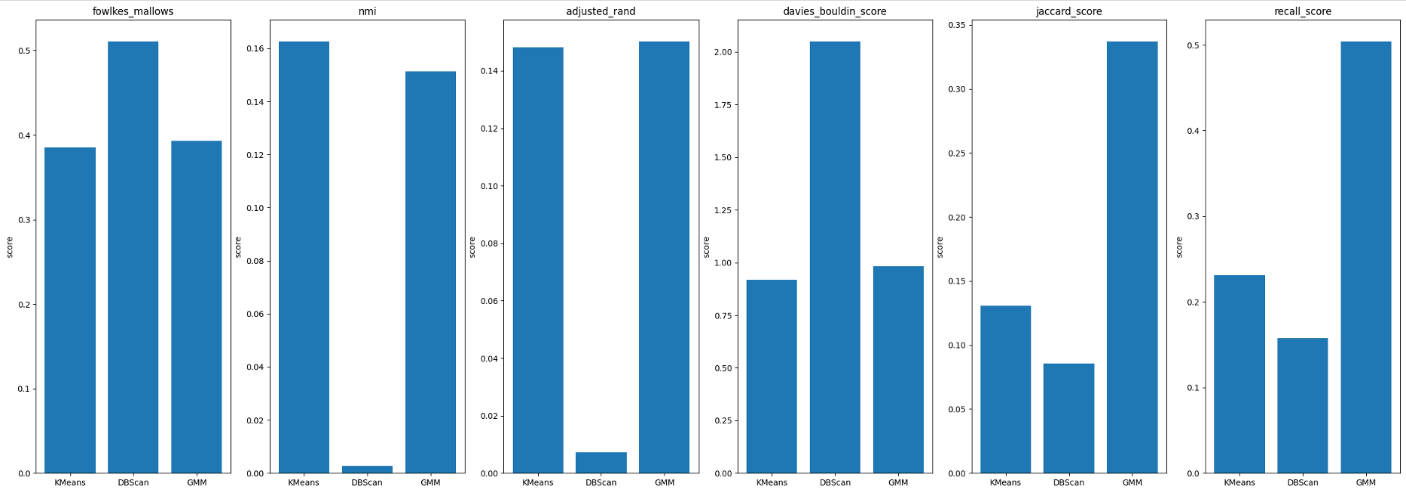 fowlkes_mallows
score
0.5
0.4
0.3
0.2
0.1
0.0
KMeans DBScan GMM
nmi
score
0.16
0.14
0.12
0.10
0.08
0.06
0.04
0.02
0.00
KMeans DBScan GMM
adjusted_rand
score
0.14
0.12
0.10
0.08
0.06
0.04
0.02
0.00
KMeans DBScan GMM
davies_bouldin_score
score
2.00
1.75
1.50
1.25
1.00
0.75
0.50
0.25
0.00
KMeans DBScan GMM
jaccard_score
score
0.35
0.30
0.25
0.20
0.15
0.10
0.05
0.00
KMeans DBScan GMM
recall_score
score
0.5
0.4
0.3
0.2
0.1
0.0
KMeans DBScan GMM